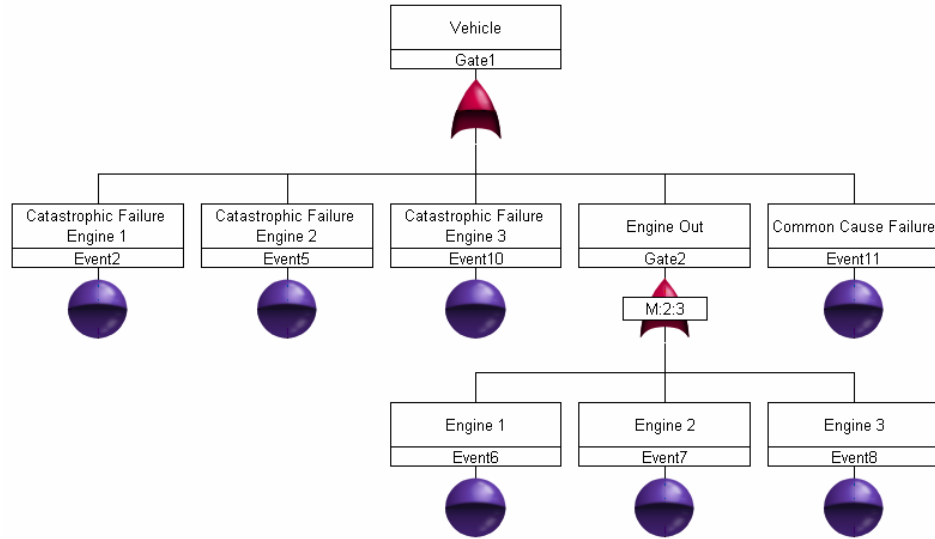 Vehicle
Gate1
Catastrophic Failure
Engine 1
Event2
Catastrophic Failure
Engine 2
Event5
Catastrophic Failure
Engine 3
Event10
Engine Out
Gate2
M:2:3
Common Cause Failure
Event11
Engine 1
Event6
Engine 2
Event7
Engine 3
Event8